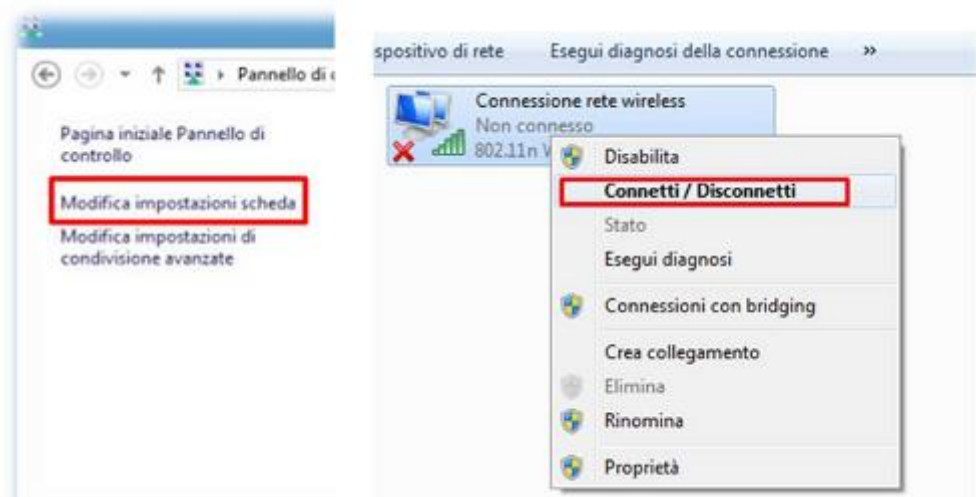 Pannello di
Pagina iniziale Pannello di
controllo
Modifica impostazioni scheda
Modifica impostazioni di
condivisione avanzate
spositivo di rete Esegui diagnosi della connessione »
Connessione rete wireless
Non connesso
802.11n
Disabilita
Connetti / Disconnetti
Stato
Esegui diagnosi
Connessioni con bridging
Crea collegamento
Elimina
Rinomina
Proprietà